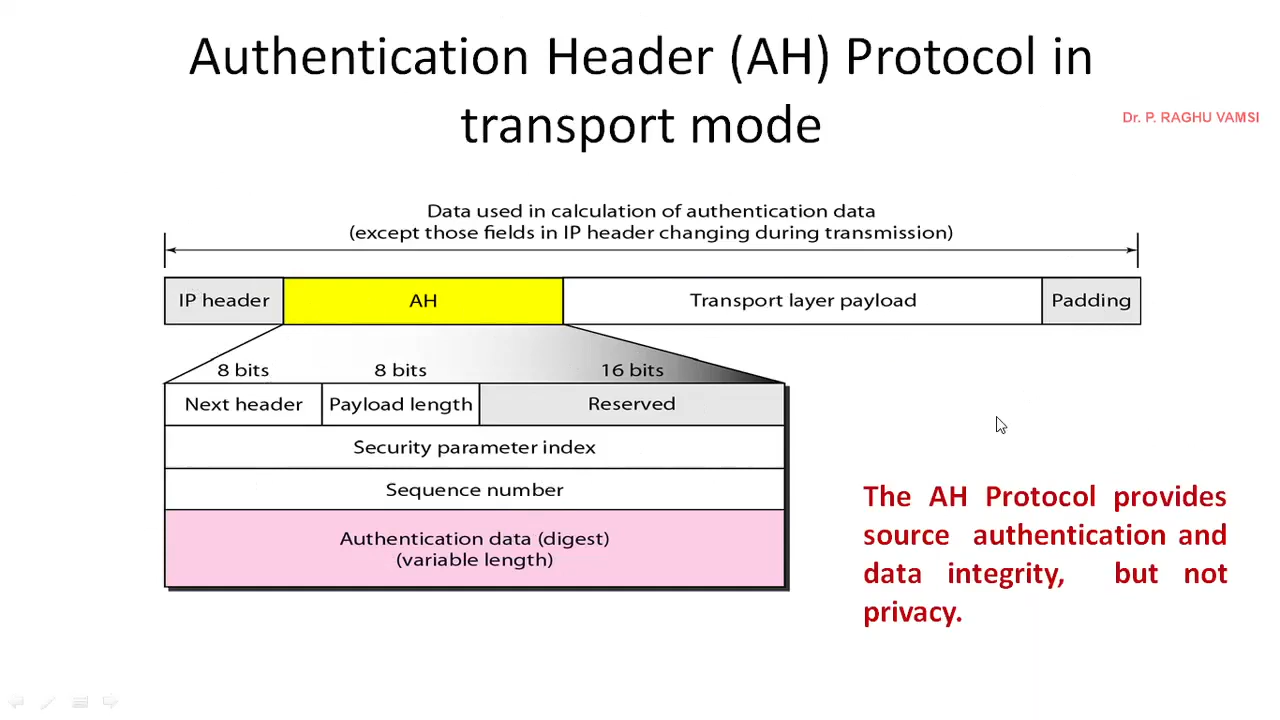 Authentication Header (AH) Protocol in
transport mode
Dr. P. RAGHU VAMSI
Data used in calculation of authentication data
(except those fields in IP header changing during transmission)
IP header
AH
Transport layer payload
Padding
8 bits
8 bits
16 bits
Next header
Payload length
Reserved
Security parameter index
Sequence number
Authentication data (digest)
(variable length)
The AH Protocol provides
source authentication and
data integrity, but not
privacy.